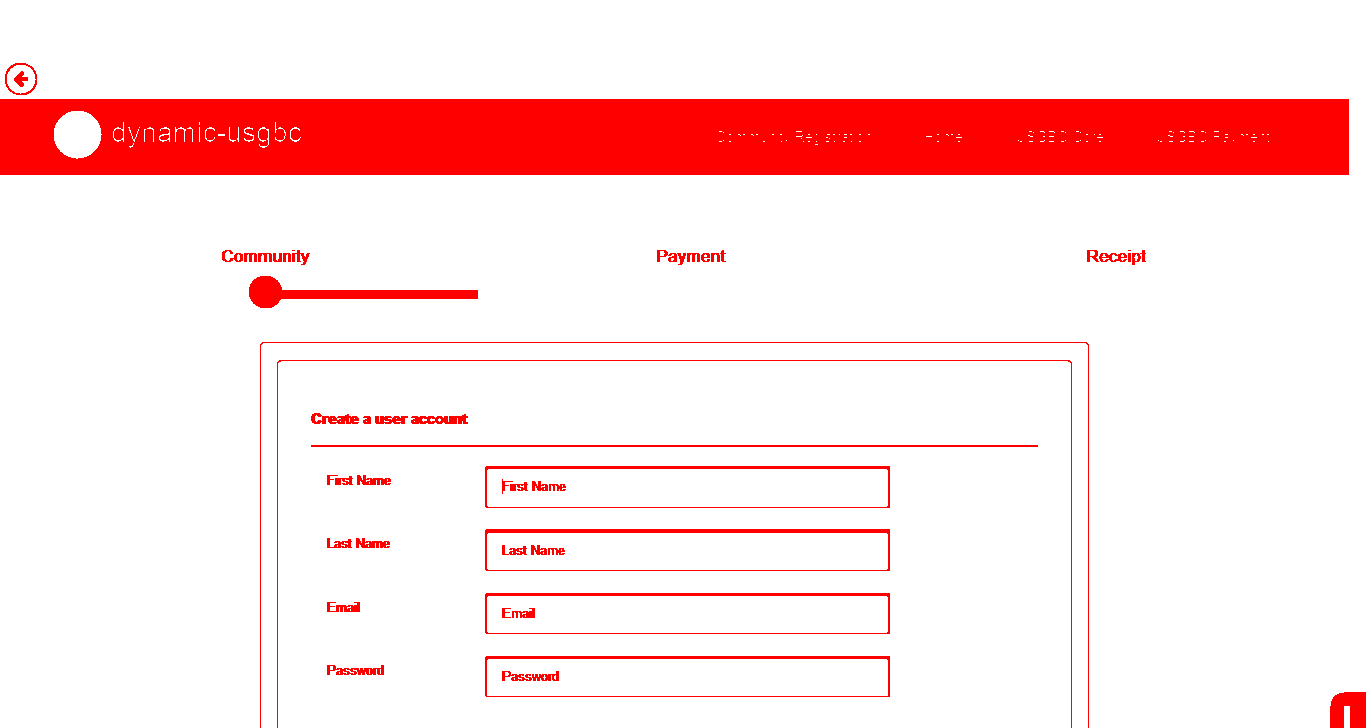 dynamic-usgbc
Community Registration Home USGBC Core USGBC Payment
Community Payment Receipt
Create a user account
First Name First Name
Last Name Last Name
Email Email
Password Password